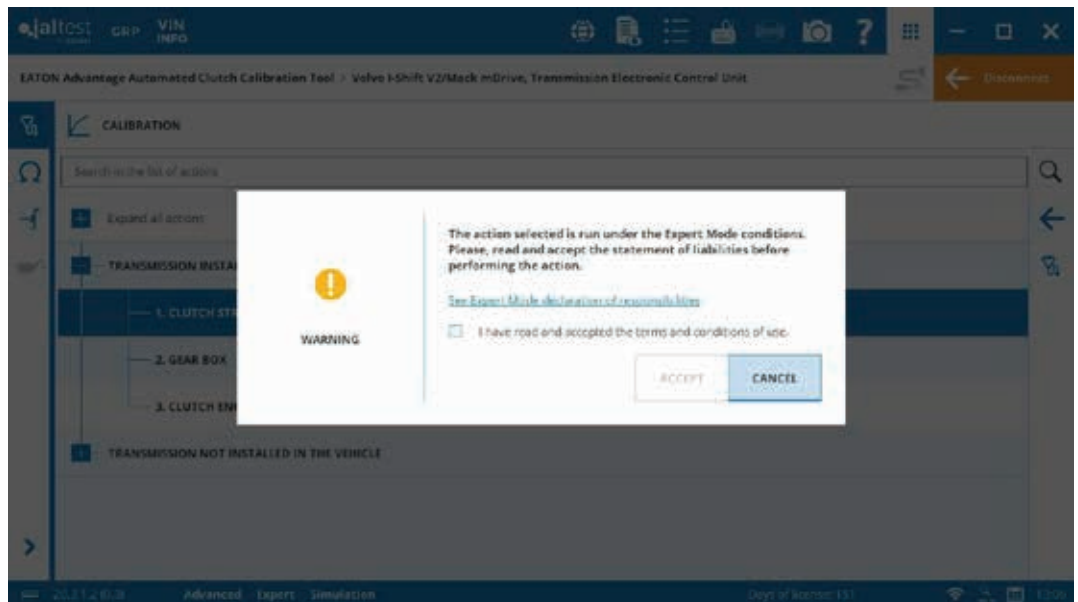 jaltest GRP VIN
INFO
EATON Advantage Automated Clutch Calibration Tool > Volvo I-Shift V2/Mack mDrive, Transmission Electronic Control Unit
Disconnect
CALIBRATION
Search in the list of actions
Expand all actions
TRANSMISSION INSTAL
1. CLUTCH STR
2. GEAR BOX
3. CLUTCH EN
TRANSMISSION NOT INSTALLED IN THE VEHICLE
WARNING
The action selected is run under the Expert Mode conditions.
Please, read and accept the statement of liabilities before
performing the action.
See Expert Mode declaration of responsibilities
I have read and accepted the terms and conditions of use.
ACCEPT CANCEL
Advanced Expert Simulation Days of license: 151